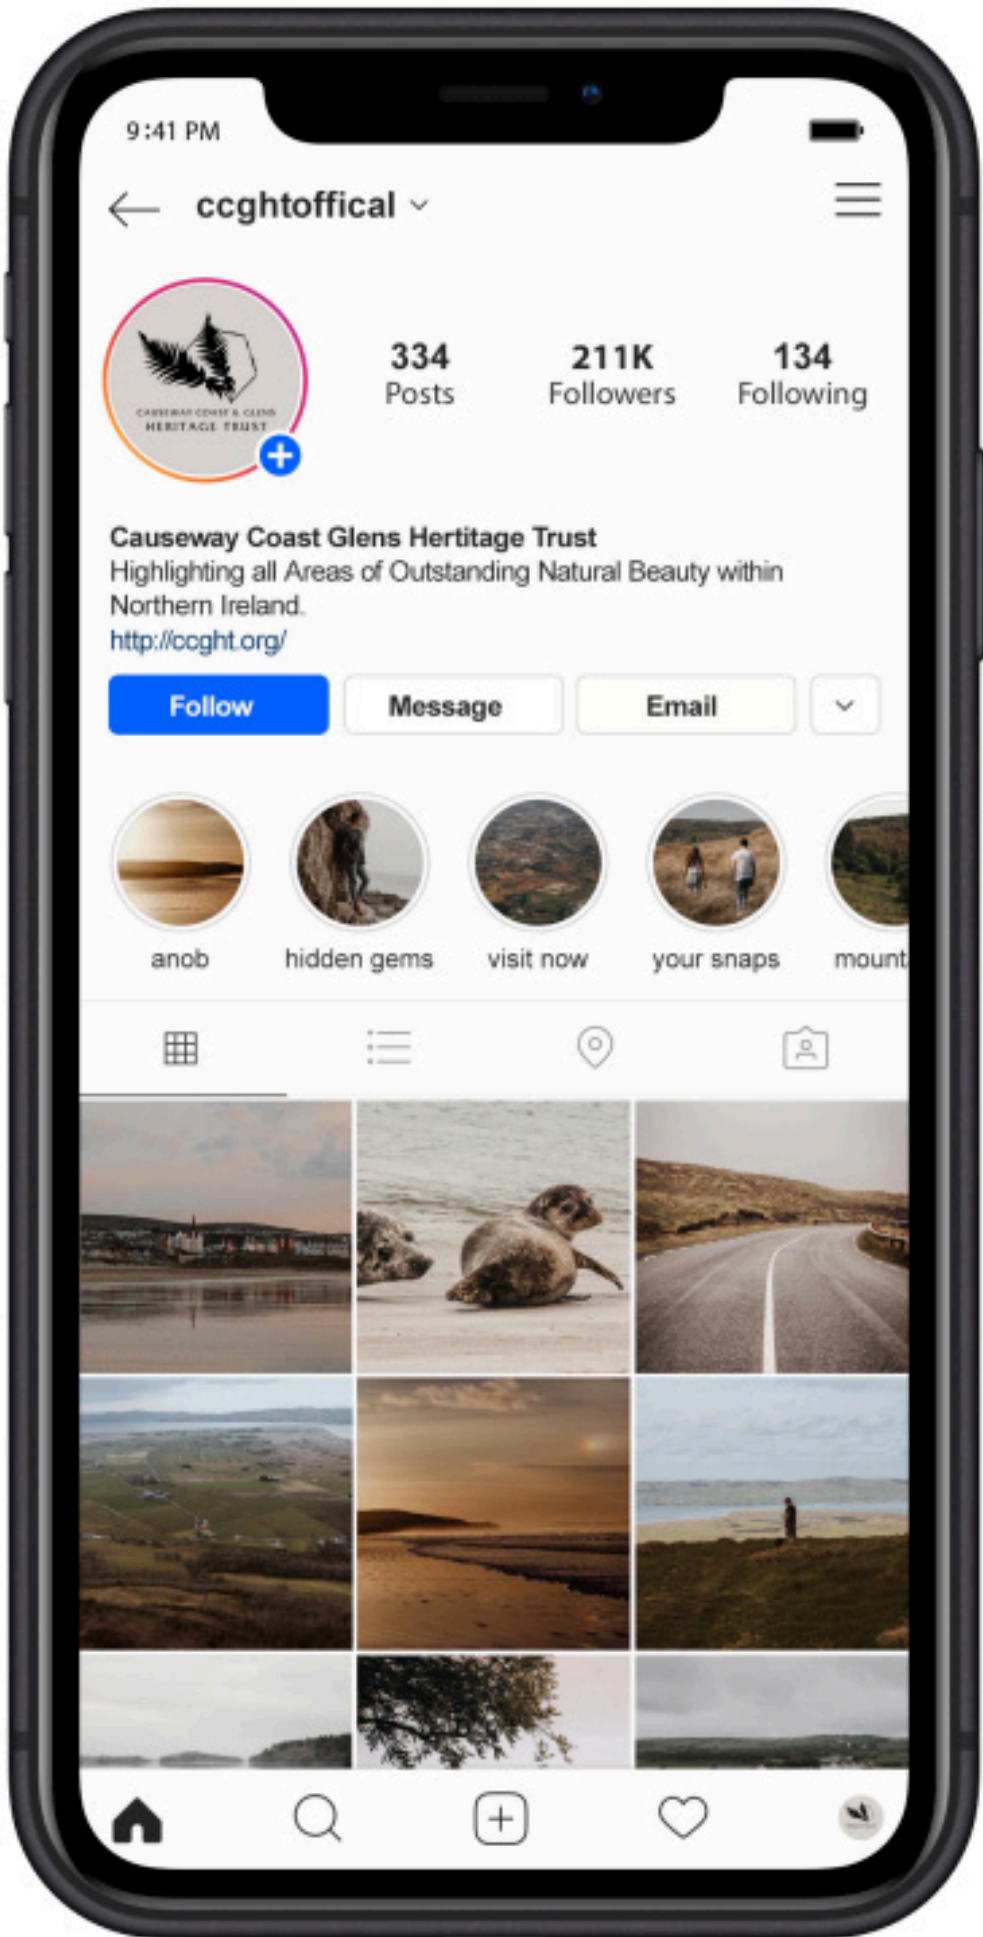 9:41 PM
ccghtoffical
CAUSEWAY COAST & GLENS
HERITAGE TRUST
334 211K 134
Posts Followers Following
Causeway Coast Glens Hertitage Trust
Highlighting all Areas of Outstanding Natural Beauty within
Northern Ireland.
http://ccght.org/
Follow Message Email
anob hidden gems visit now your snaps mount